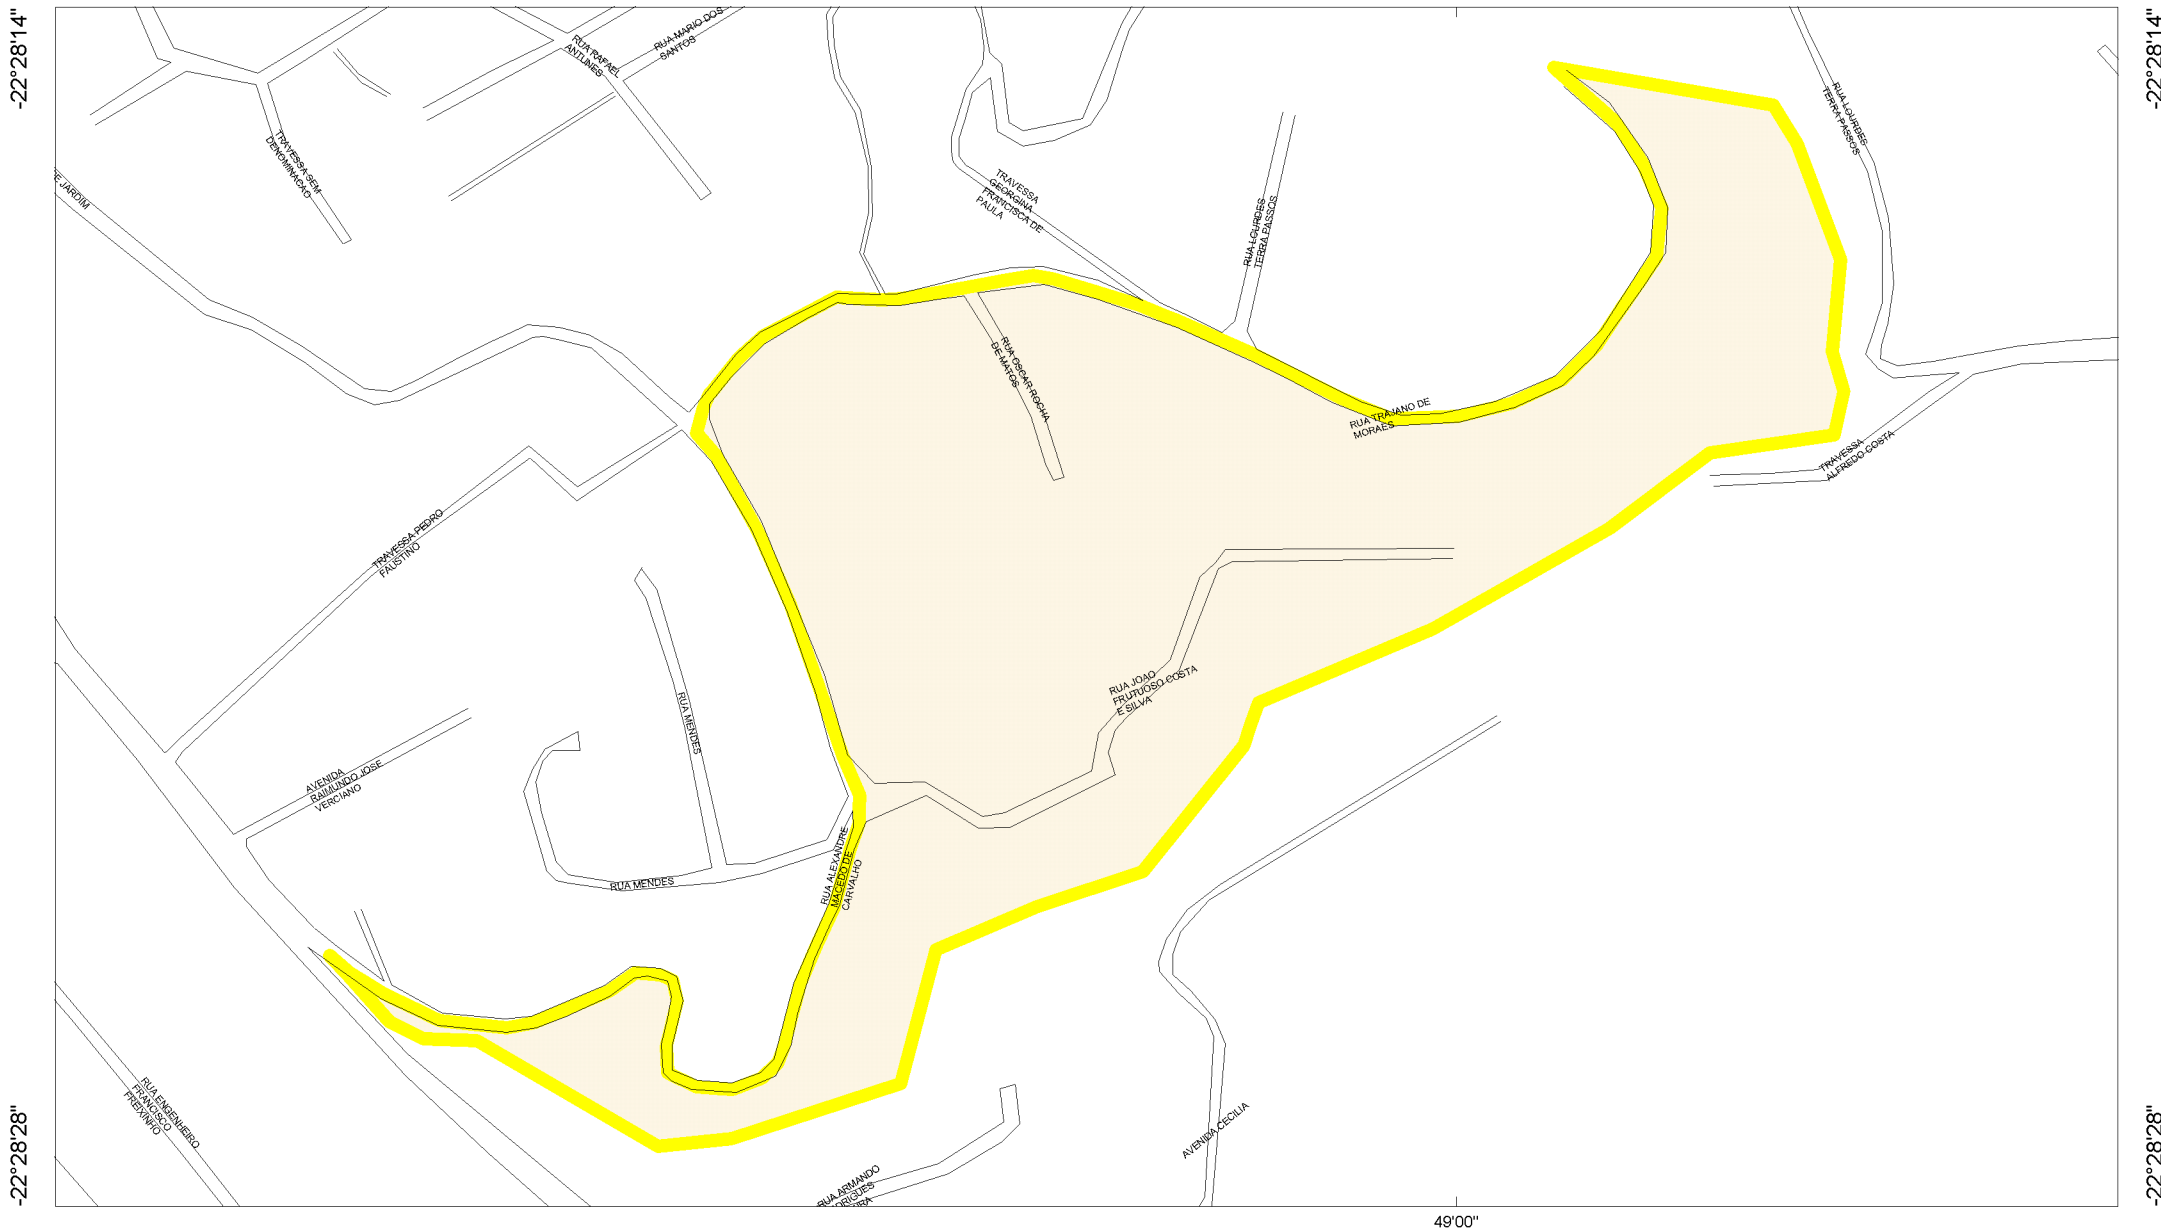 -22°28'14"
-22°28'14"
RUA MARIO DOS
SANTOS
RUA RAFAEL
ANTUNES
RUA LOURDES
TERRA PASSOS
TRAVESSA SEM
DENOMINACAO
E JARDIM
TRAVESSA
GEORGINA
FRANCISCA DE
PAULA
RUA LOURDES
TERRA PASSOS
RUA OSCAR ROCHA
DE MATOS
RUA TRAJANO DE
MORAES
TRAVESSA
ALFREDO COSTA
TRAVESSA PEDRO
FAUSTINO
RUA JOAO
FRUTUOSO COSTA
E SILVA
RUA MENDES
AVENIDA
RAIMUNDO JOSE
VERCIANO
RUA MENDES
RUA ALEXANDRE
MACEDO DE
CARVALHO
RUA ENGENHEIRO
FRANCISCO
FREIXINHO
AVENIDA CECILIA
RUA ARMANDO
DRIGUES
-22°28'28"
-22°28'28"
49'00"